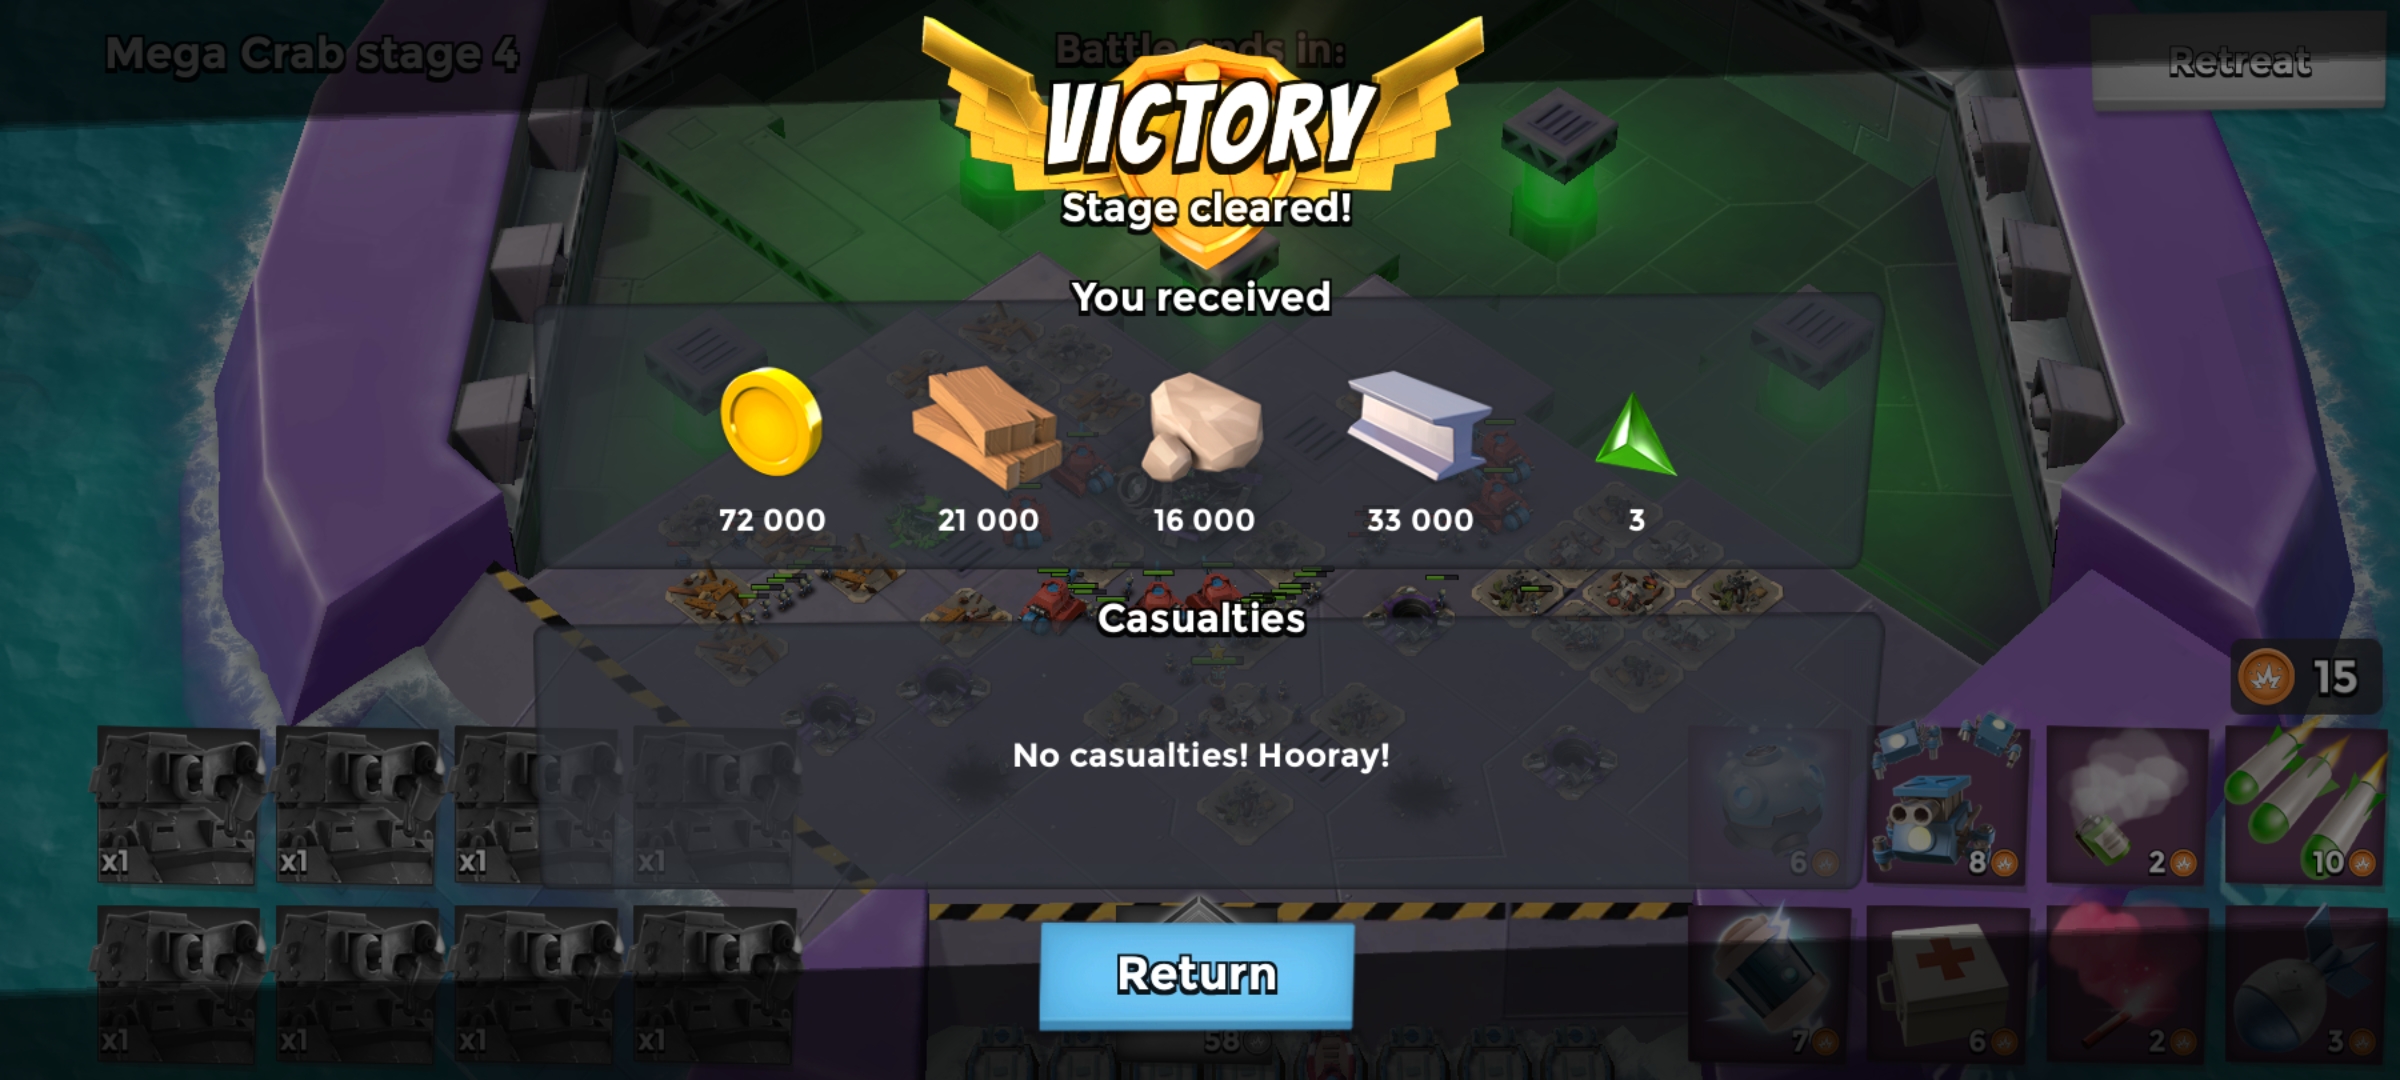 Mega Crab stage 4
Battle ends in:
Retreat
VICTORY
Stage cleared!
You received
72 000
21 000
16 000
33 000
3
Casualties
No casualties! Hooray!
15
x1
x1
x1
x1
6
8
2
10
Return
x1
x1
x1
x1
58
7
6
2
3